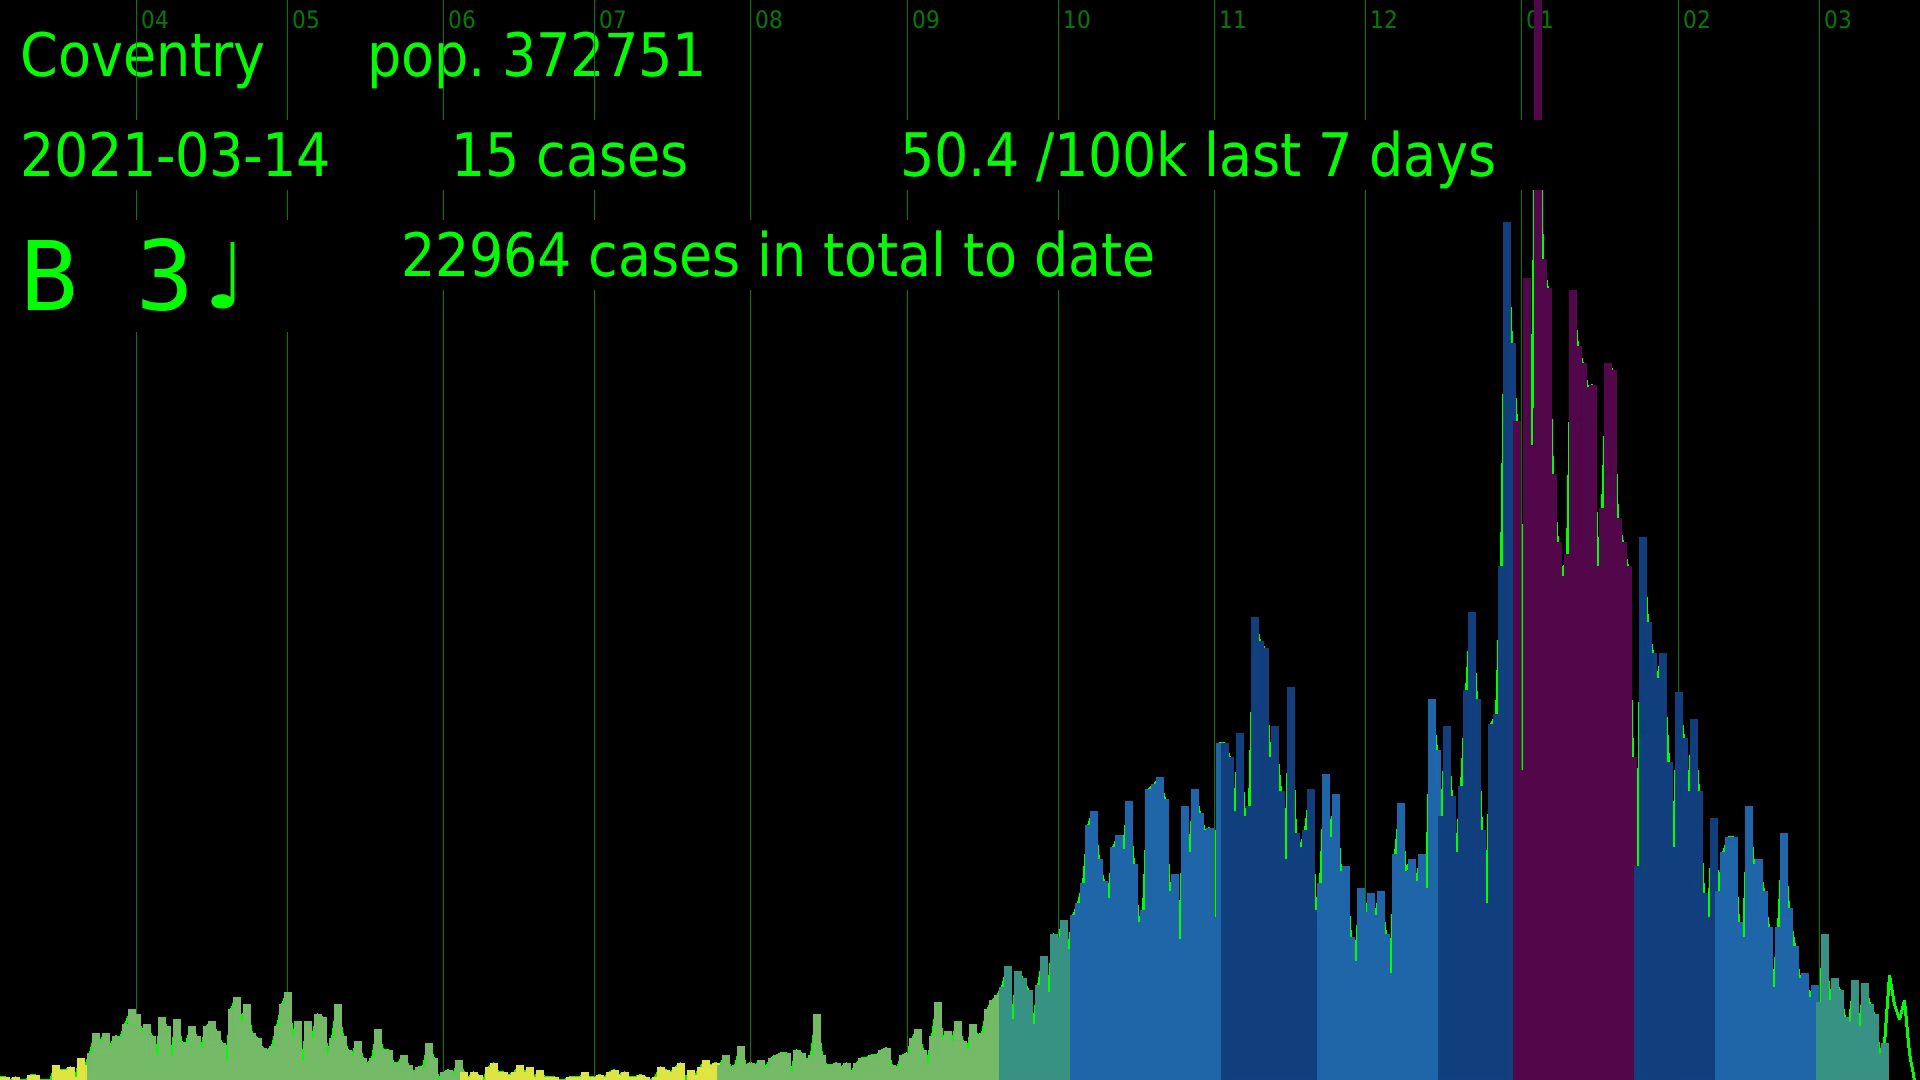 04 05 06 07 08 09 10 11 12 01 02 03
Coventry pop. 372751
2021-03-14 15 cases 50.4 /100k last 7 days
B 3♩ 22964 cases in total to date